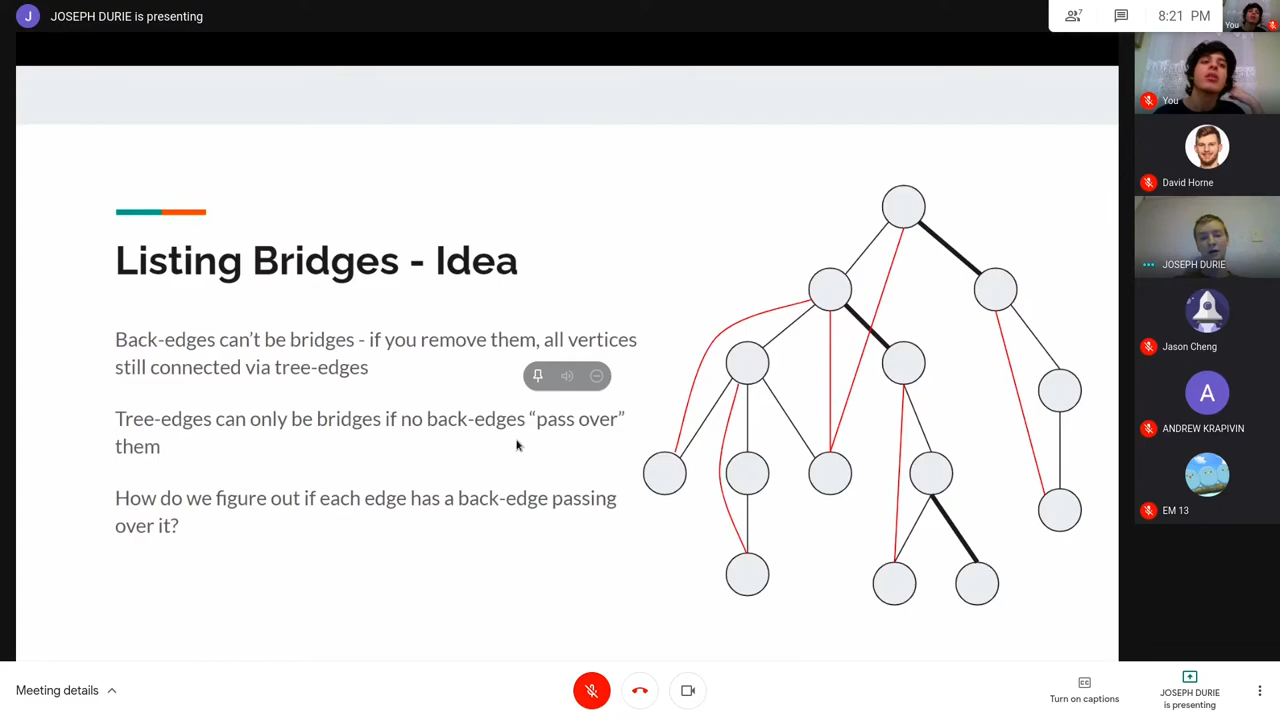 J JOSEPH DURIE is presenting
7
8:21 PM
You
You
David Horne
JOSEPH DURIE
Jason Cheng
A
ANDREW KRAPIVIN
EM 13
Listing Bridges - Idea
Back-edges can’t be bridges - if you remove them, all vertices
still connected via tree-edges
Tree-edges can only be bridges if no back-edges “pass over”
them
How do we figure out if each edge has a back-edge passing
over it?
Meeting details
CC
Turn on captions
JOSEPH DURIE
is presenting